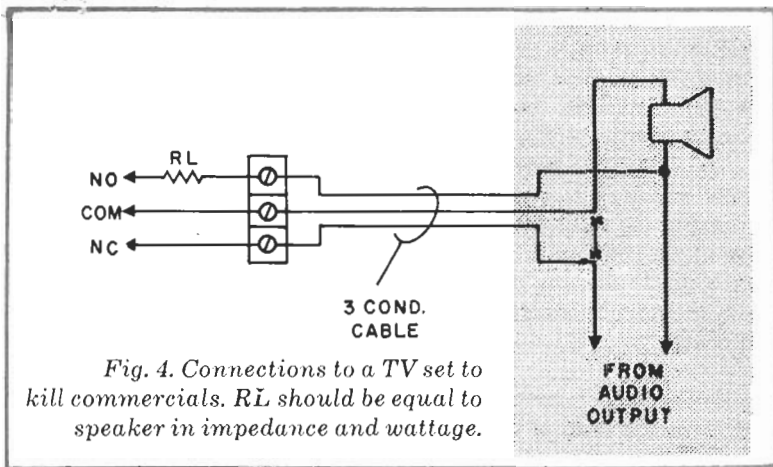 RL
NO
COM
NC
3 COND.
CABLE
FROM
AUDIO
OUTPUT
Fig. 4. Connections to a TV set to
kill commercials. RL should be equal to
speaker in impedance and wattage.